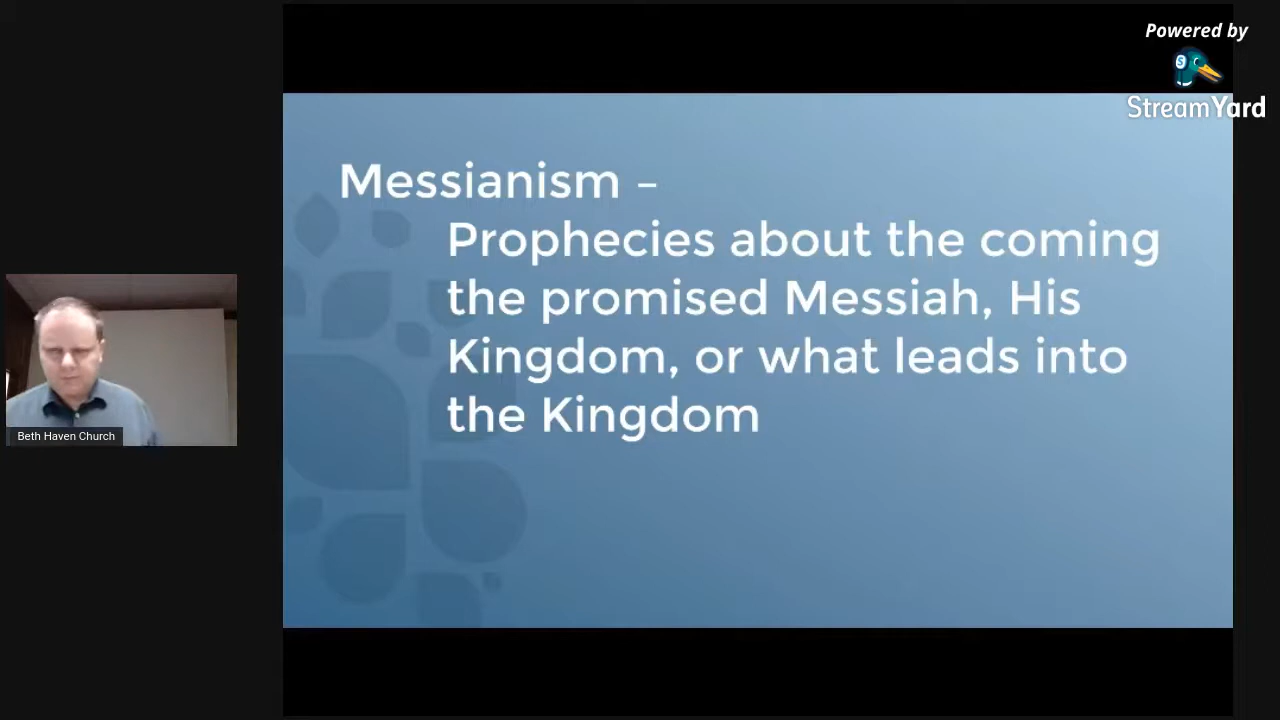 Powered by
StreamYard
Messianism –
Prophecies about the coming
the promised Messiah, His
Kingdom, or what leads into
the Kingdom
Beth Haven Church